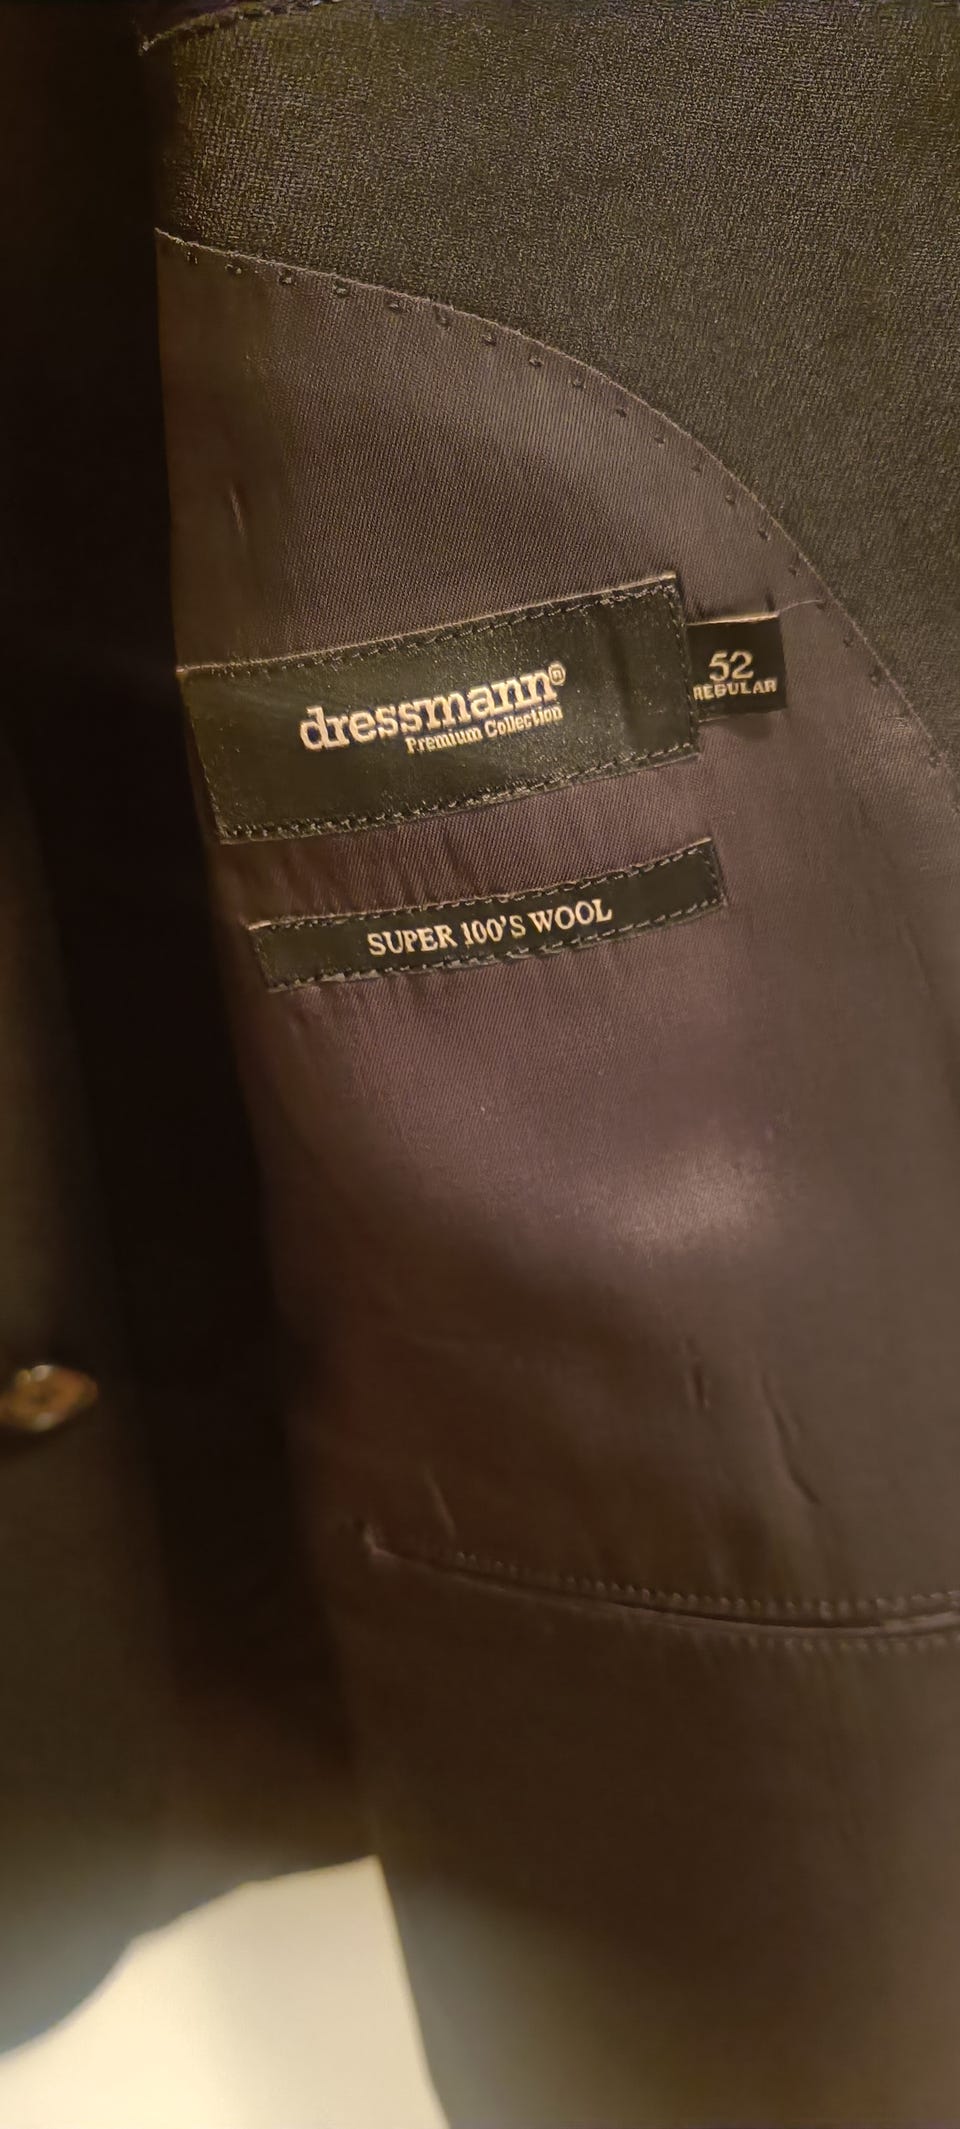 dressmann®
Premium Collection
52
REGULAR
SUPER 100'S WOOL